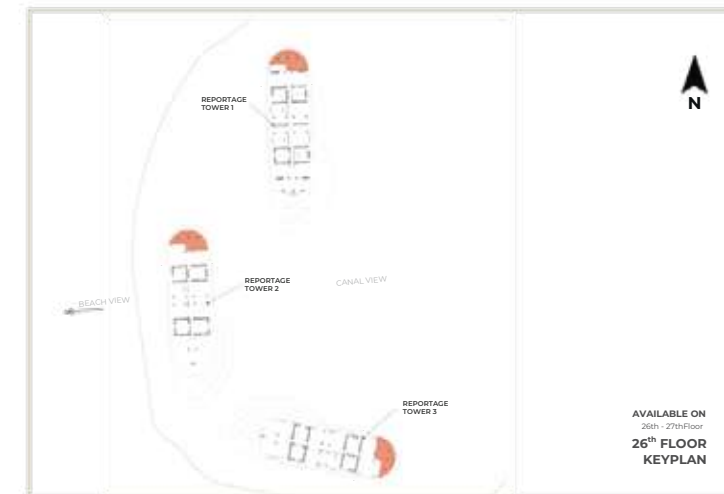 REPORTAGE
TOWER 1
N
REPORTAGE
TOWER 2
CANAL VIEW
BEACH VIEW
REPORTAGE
TOWER 3
AVAILABLE ON
26th - 27thFloor
26th FLOOR
KEYPLAN